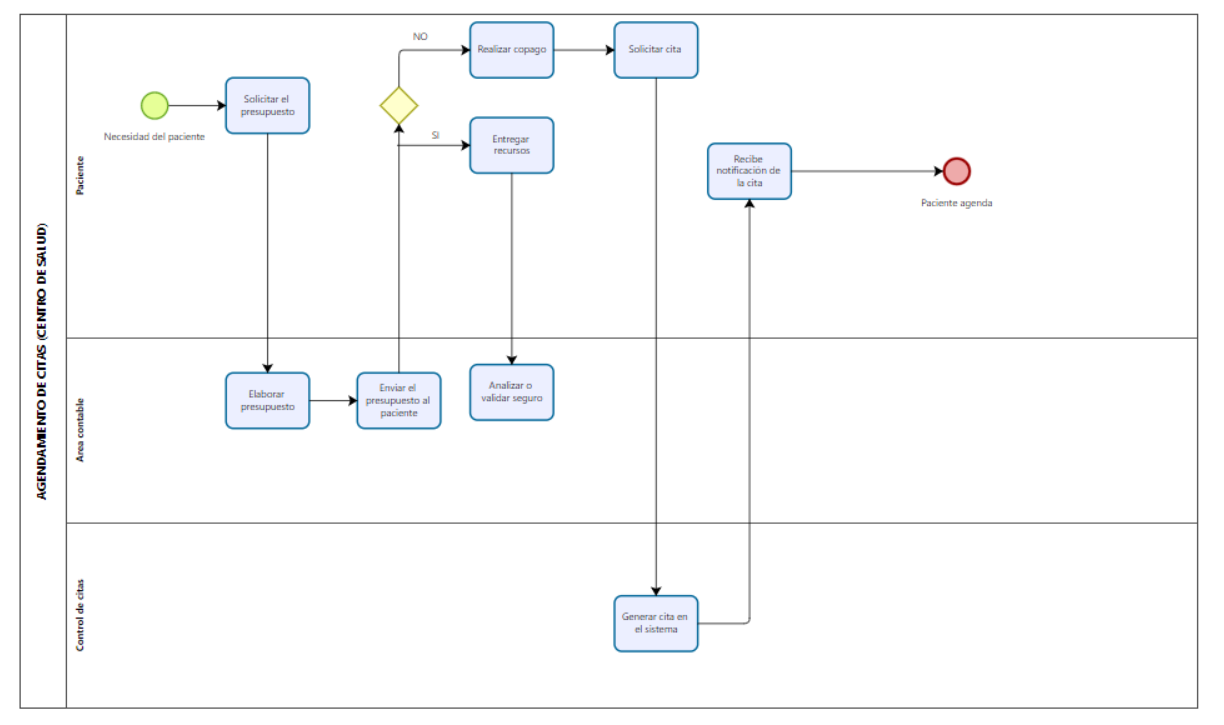 AGENDAMIENTO DE CITAS (CENTRO DE SALUD)
Paciente
Necesidad del paciente
Solicitar el
presupuesto
NO
SI
Realizar copago
Solicitar cita
Entregar
recursos
Recibe
notificación de
la cita
Paciente agenda
Area contable
Elaborar
presupuesto
Enviar el
presupuesto al
paciente
Analizar o
validar seguro
Control de citas
Generar cita en
el sistema